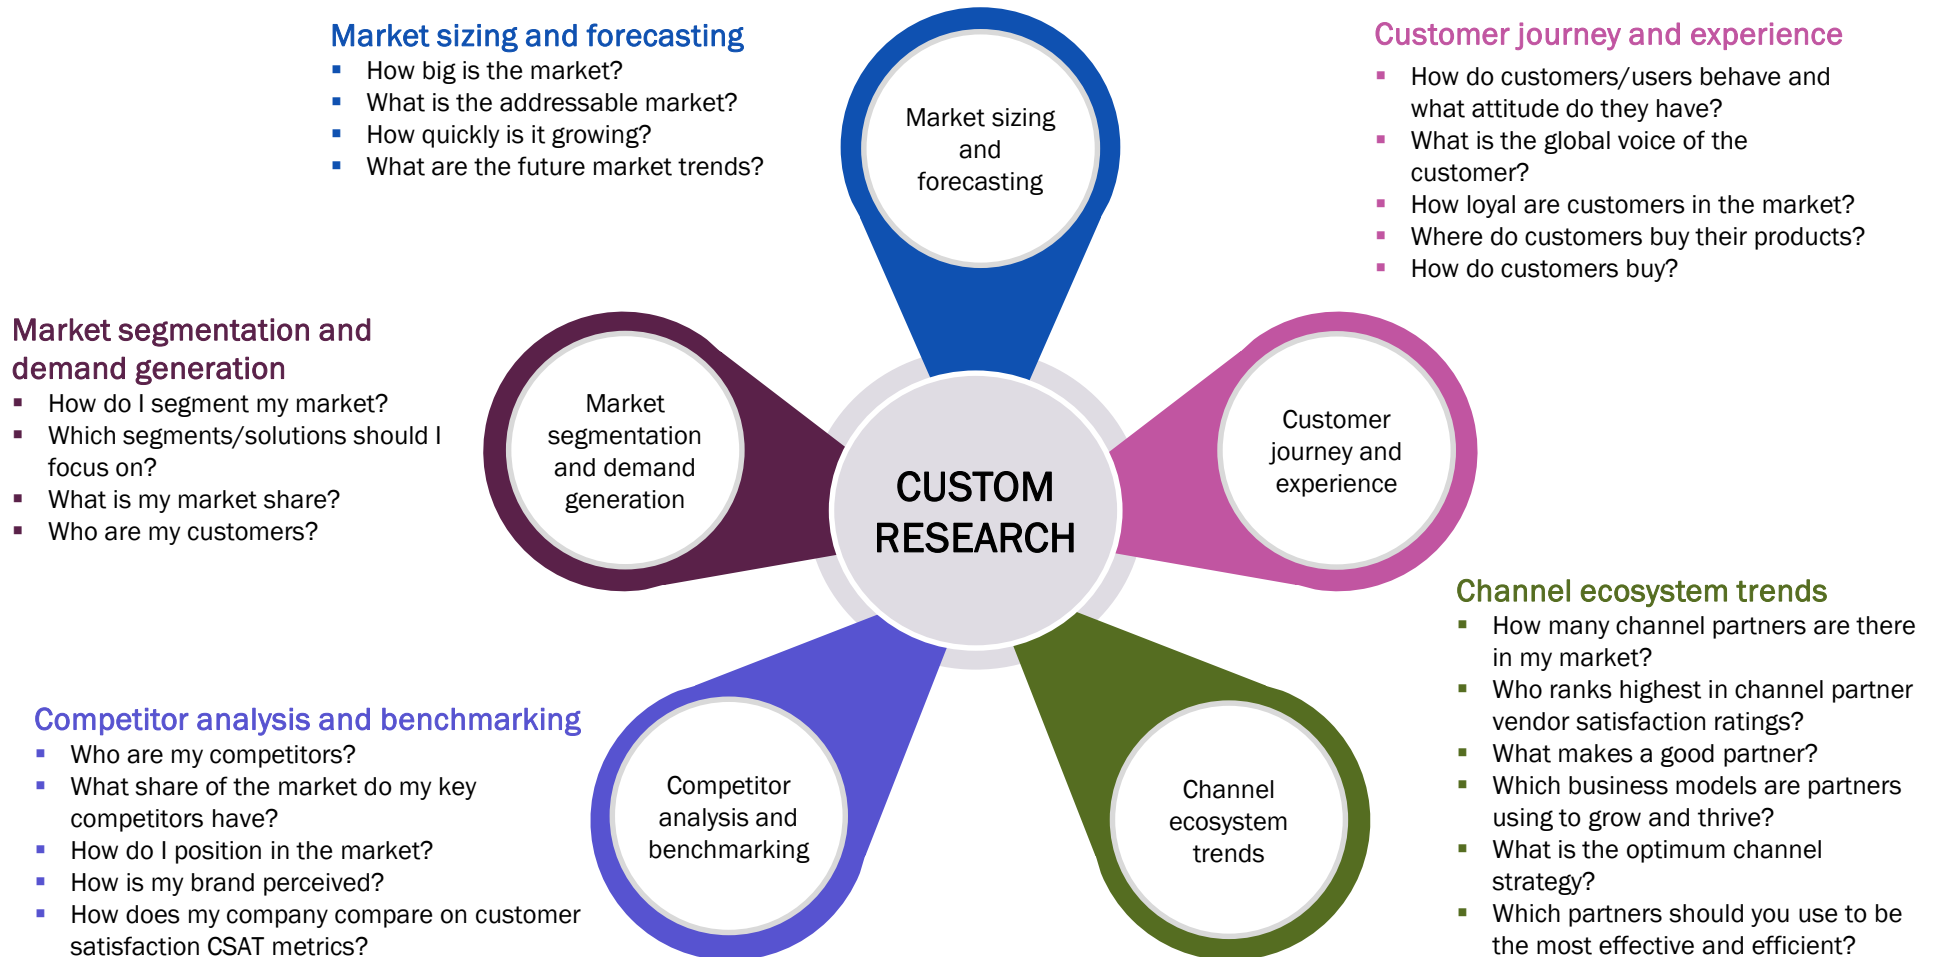 Market sizing and forecasting
▪ How big is the market?
▪ What is the addressable market?
▪ How quickly is it growing?
▪ What are the future market trends?
Market sizing
and
forecasting
Customer journey and experience
▪ How do customers/users behave and
what attitude do they have?
▪ What is the global voice of the
customer?
▪ How loyal are customers in the market?
▪ Where do customers buy their products?
▪ How do customers buy?
Market segmentation and
demand generation
▪ How do I segment my market?
▪ Which segments/solutions should I
focus on?
▪ What is my market share?
▪ Who are my customers?
Market
segmentation
and demand
generation
CUSTOM
RESEARCH
Customer
journey and
experience
Channel ecosystem trends
▪ How many channel partners are there
in my market?
▪ Who ranks highest in channel partner
vendor satisfaction ratings?
▪ What makes a good partner?
▪ Which business models are partners
using to grow and thrive?
▪ What is the optimum channel
strategy?
▪ Which partners should you use to be
the most effective and efficient?
Competitor analysis and benchmarking
▪ Who are my competitors?
▪ What share of the market do my key
competitors have?
▪ How do I position in the market?
▪ How is my brand perceived?
▪ How does my company compare on customer
satisfaction CSAT metrics?
Competitor
analysis and
benchmarking
Channel
ecosystem
trends